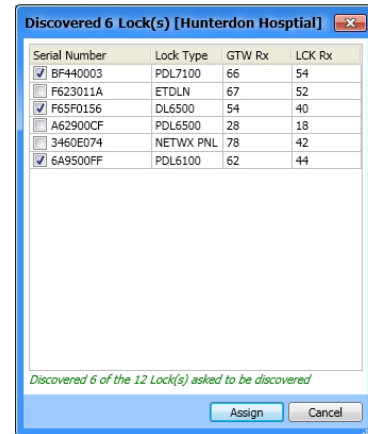 Discovered 6 Lock(s) [Hunterdon Hosptial]
Serial Number Lock Type GTW Rx LCK Rx
BF440003 PDL7100 66 54
F623011A ETDLN 67 52
F65F0156 DL6500 54 40
A62900CF PDL6500 28 18
3460E074 NETWX PNL 78 42
6A9500FF PDL6100 62 44
Discovered 6 of the 12 Lock(s) asked to be discovered
Assign Cancel